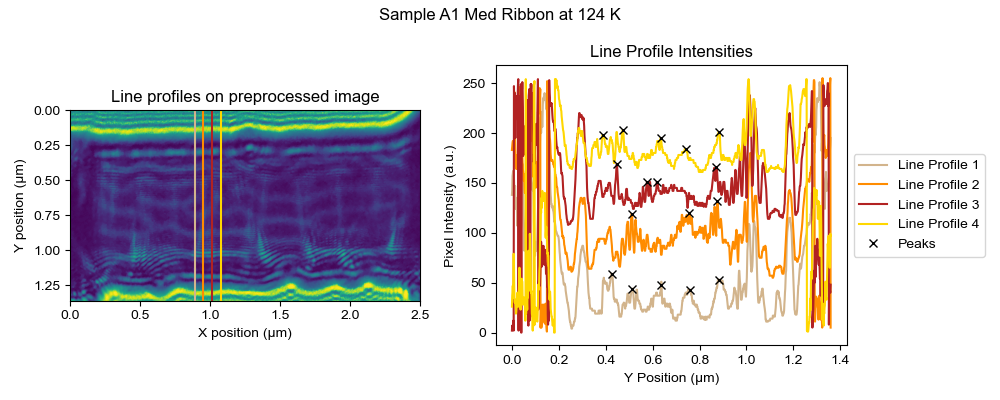 Sample A1 Med Ribbon at 124 K
Line profiles on preprocessed image
0.00
0.25
0.50
0.75
1.00
1.25
Y position (μm)
0.0 0.5 1.0 1.5 2.0 2.5
X position (μm)
Line Profile Intensities
250
200
150
100
50
0
Pixel Intensity (a.u.)
0.0 0.2 0.4 0.6 0.8 1.0 1.2 1.4
Y Position (μm)
Line Profile 1
Line Profile 2
Line Profile 3
Line Profile 4
Peaks